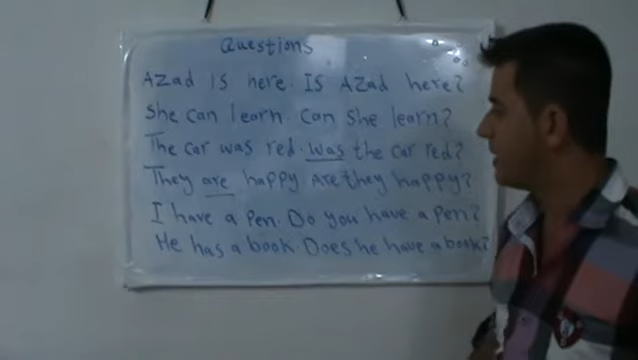 Questions
Azad is here. Is Azad here?
She can learn. Can she learn?
The car was red. Was the car red?
They are happy Are they happy?
I have a pen. Do you have a pen?
He has a book. Does he have a book?